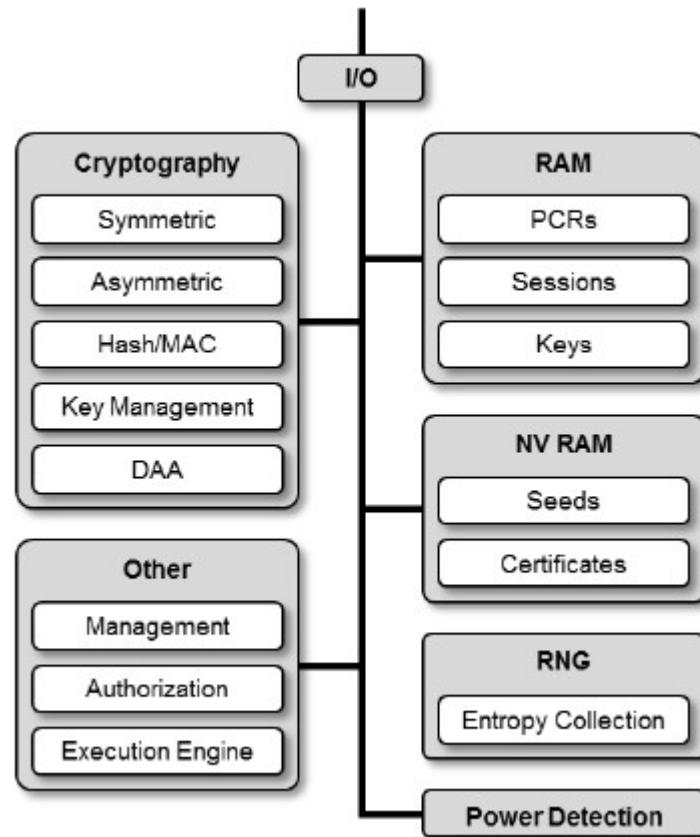 I/O
Cryptography
Symmetric
Asymmetric
Hash/MAC
Key Management
DAA
Other
Management
Authorization
Execution Engine
RAM
PCRs
Sessions
Keys
NV RAM
Seeds
Certificates
RNG
Entropy Collection
Power Detection